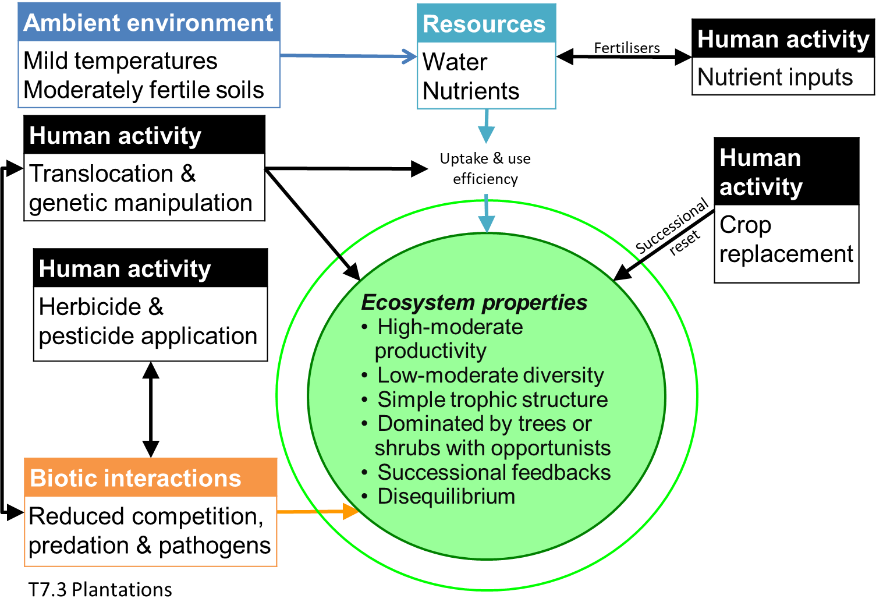 Ambient environment
Mild temperatures
Moderately fertile soils
Resources
Water
Nutrients
Fertilisers
Human activity
Nutrient inputs
Human activity
Translocation &
genetic manipulation
Uptake & use
efficiency
Human
activity
Crop
replacement
Successional
reset
Human activity
Herbicide &
pesticide application
Ecosystem properties
• High-moderate
productivity
• Low-moderate diversity
• Simple trophic structure
• Dominated by trees or
shrubs with opportunists
• Successional feedbacks
• Disequilibrium
Biotic interactions
Reduced competition,
predation & pathogens
T7.3 Plantations